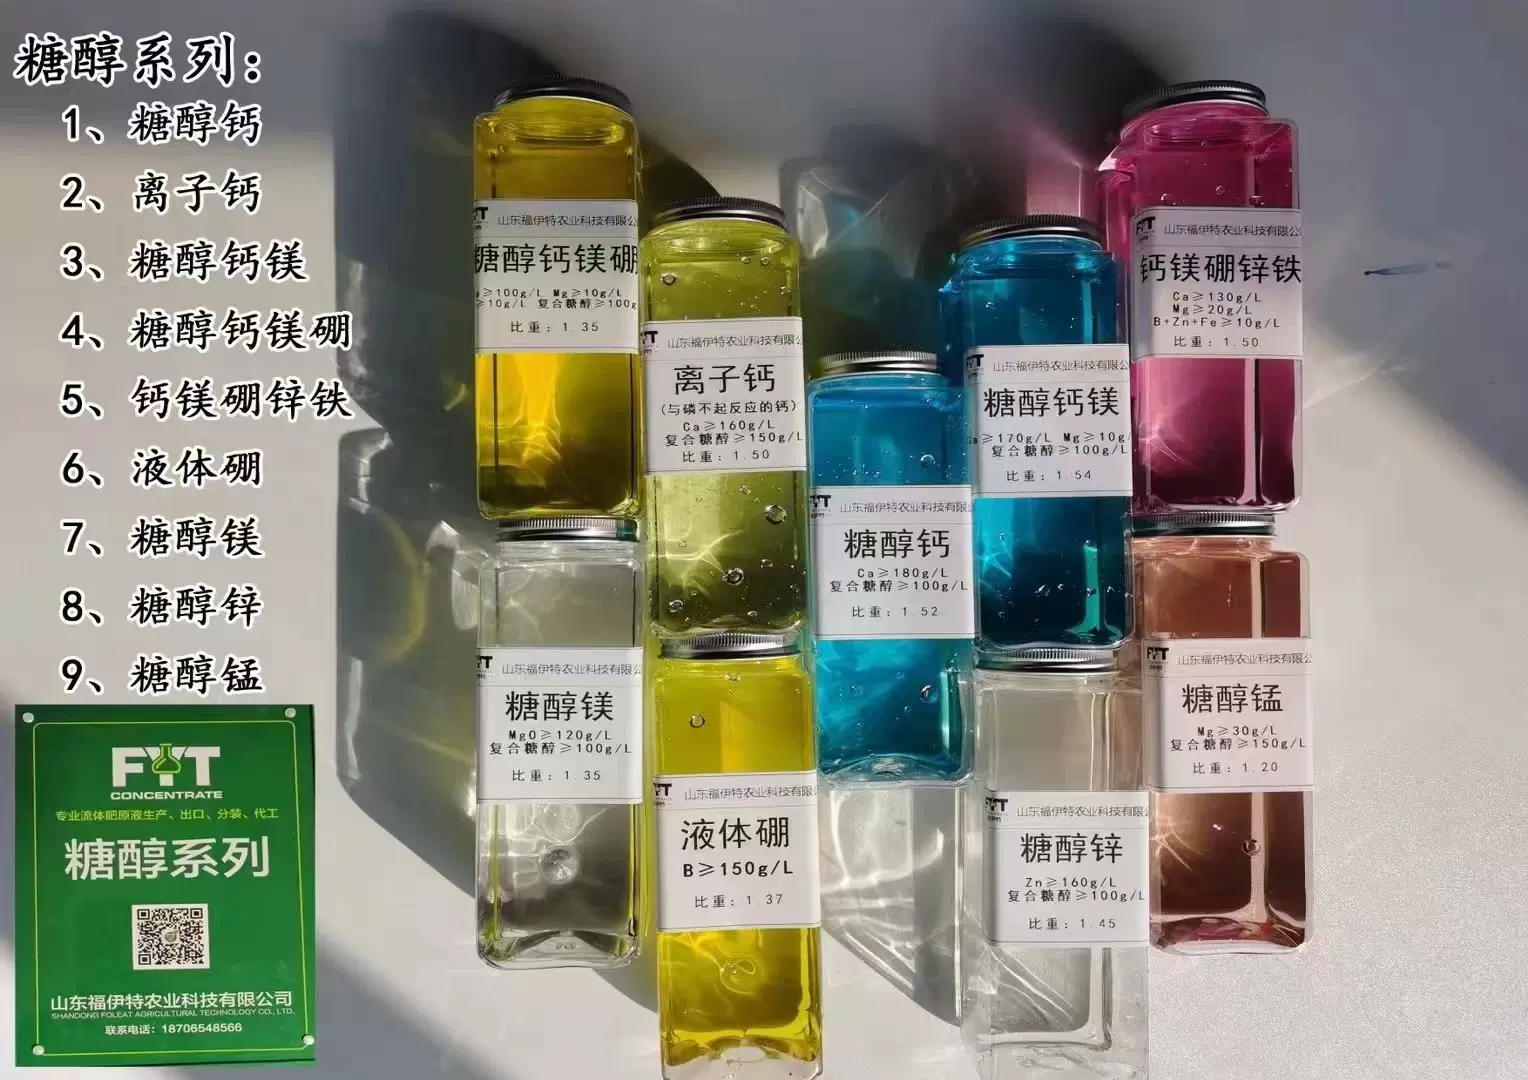 糖醇系列：
1、糖醇钙
2、离子钙
3、糖醇钙镁
4、糖醇钙镁硼
5、钙镁硼锌铁
6、液体硼
7、糖醇镁
8、糖醇锌
9、糖醇锰
FYT
CONCENTRATE
专业流体肥原液生产、出口、分装、代工
糖醇系列
山东福伊特农业科技有限公司
SHANDONG FOLEAT AGRICULTURAL TECHNOLOGY CO., LTD.
联系电话：18706548566
山东福伊特农业科技有限公
糖醇钙镁硼
≥100g/L Mg≥10g/L
≥10g/L 复合糖醇≥100g
比重：1.35
山东福伊特农业科技有限公
离子钙
(与磷不起反应的钙)
Ca≥160g/L
复合糖醇≥150g/L
比重：1.50
山东福伊特农业科技有限公
糖醇钙
Ca≥180g/L
复合糖醇≥100g/L
比重：1.52
山东福伊特农业科技有限公
糖醇钙镁
≥170g/L Mg≥10g/
复合糖醇≥100g/L
比重：1.54
FYT 山东福伊特农业科技有限公
钙镁硼锌铁
Ca≥130g/L
Mg≥20g/L
B+Zn+Fe≥10g/L
比重：1.50
山东福伊特农业科技有限公
糖醇镁
MgO≥120g/L
复合糖醇≥100g/L
比重：1.35
山东福伊特农业科技有限公
液体硼
B≥150g/L
比重：1.37
FYT 山东福伊特农业科技有限公
糖醇锌
Zn≥160g/L
复合糖醇≥100g/L
比重：1.45
FYT 山东福伊特农业科技有限公
糖醇锰
Mg≥30g/L
复合糖醇≥150g/L
比重：1.20